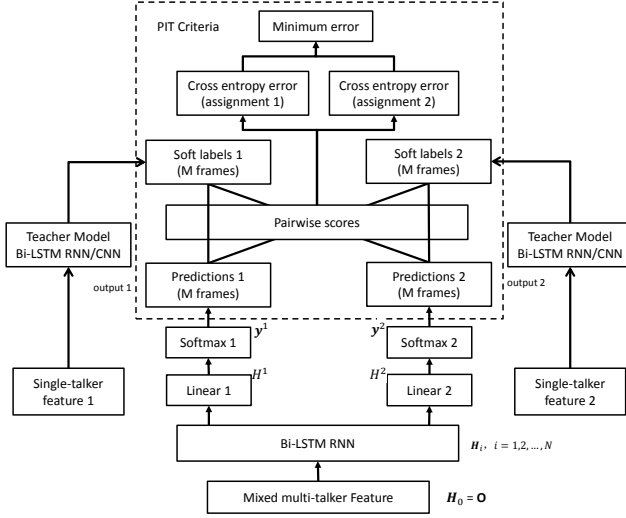 PIT Criteria
Minimum error
Cross entropy error
(assignment 1)
Cross entropy error
(assignment 2)
Soft labels 1
(M frames)
Soft labels 2
(M frames)
Pairwise scores
Teacher Model
Bi-LSTM RNN/CNN
Teacher Model
Bi-LSTM RNN/CNN
Predictions 1
(M frames)
Predictions 2
(M frames)
output 1
output 2
y¹
y²
Softmax 1
Softmax 2
H¹
H²
Linear 1
Linear 2
Single-talker
feature 1
Single-talker
feature 2
Bi-LSTM RNN
H_i, i = 1,2, …, N
Mixed multi-talker Feature
H₀ = O